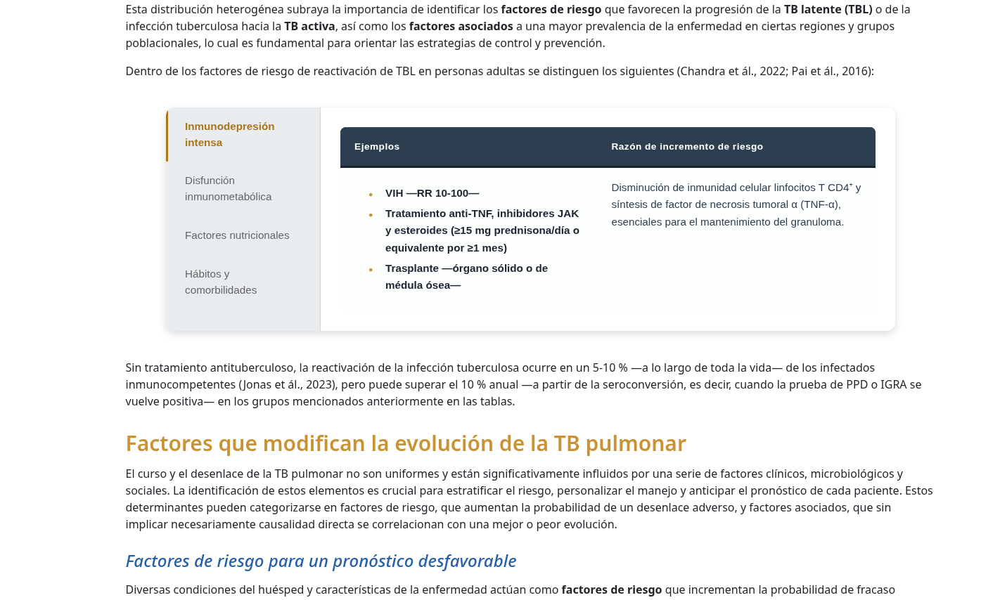 Esta distribución heterogénea subraya la importancia de identificar los factores de riesgo que favorecen la progresión de la TB latente (TBL) o de la
infección tuberculosa hacia la TB activa, así como los factores asociados a una mayor prevalencia de la enfermedad en ciertas regiones y grupos
poblacionales, lo cual es fundamental para orientar las estrategias de control y prevención.
Dentro de los factores de riesgo de reactivación de TBL en personas adultas se distinguen los siguientes (Chandra et ál., 2022; Pai et ál., 2016):
Inmunodepresión
intensa
Disfunción
inmunometabólica
Factores nutricionales
Hábitos y
comorbilidades
Ejemplos
Razón de incremento de riesgo
• VIH —RR 10-100—
• Tratamiento anti-TNF, inhibidores JAK
y esteroides (≥15 mg prednisona/día o
equivalente por ≥1 mes)
• Trasplante —órgano sólido o de
médula ósea—
Disminución de inmunidad celular linfocitos T CD4⁺ y
síntesis de factor de necrosis tumoral α (TNF-α),
esenciales para el mantenimiento del granuloma.
Sin tratamiento antituberculoso, la reactivación de la infección tuberculosa ocurre en un 5-10 % —a lo largo de toda la vida— de los infectados
inmunocompetentes (Jonas et ál., 2023), pero puede superar el 10 % anual —a partir de la seroconversión, es decir, cuando la prueba de PPD o IGRA se
vuelve positiva— en los grupos mencionados anteriormente en las tablas.
Factores que modifican la evolución de la TB pulmonar
El curso y el desenlace de la TB pulmonar no son uniformes y están significativamente influidos por una serie de factores clínicos, microbiológicos y
sociales. La identificación de estos elementos es crucial para estratificar el riesgo, personalizar el manejo y anticipar el pronóstico de cada paciente. Estos
determinantes pueden categorizarse en factores de riesgo, que aumentan la probabilidad de un desenlace adverso, y factores asociados, que sin
implicar necesariamente causalidad directa se correlacionan con una mejor o peor evolución.
Factores de riesgo para un pronóstico desfavorable
Diversas condiciones del huésped y características de la enfermedad actúan como factores de riesgo que incrementan la probabilidad de fracaso